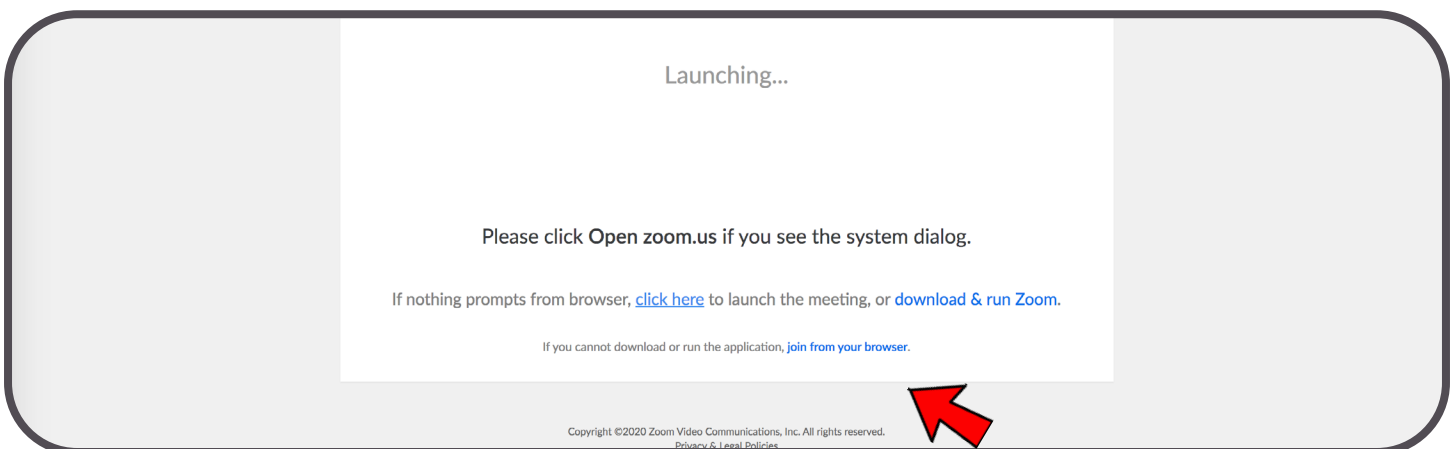 Launching...
Please click Open zoom.us if you see the system dialog.
If nothing prompts from browser, click here to launch the meeting, or download & run Zoom.
If you cannot download or run the application, join from your browser.
Copyright ©2020 Zoom Video Communications, Inc. All rights reserved.
Privacy & Legal Policies